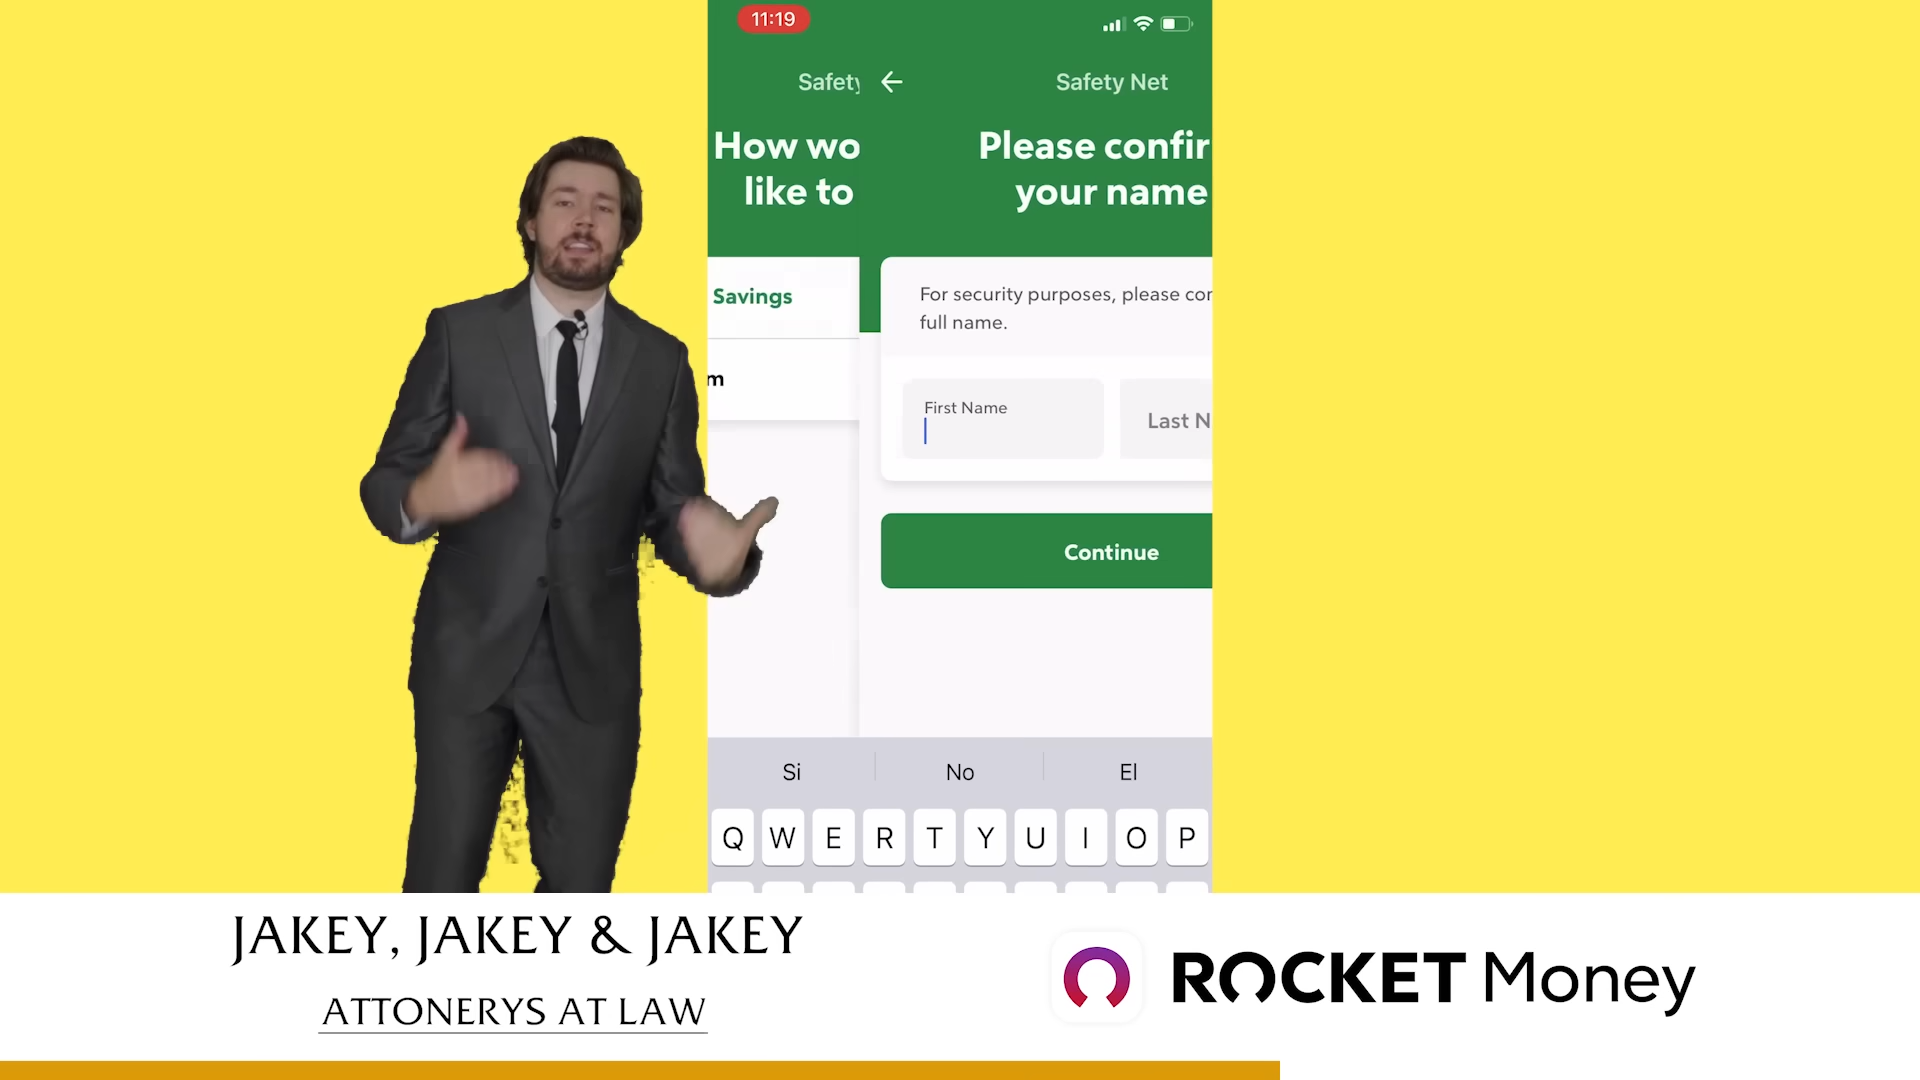 11:19
Safety
Safety Net
How wo
like to
Please confir
your name
Savings
m
For security purposes, please cor
full name.
First Name
Last N
Continue
Si
No
El
Q W E R T Y U I O P
JAKEY, JAKEY & JAKEY
ATTONERYS AT LAW
ROCKET Money